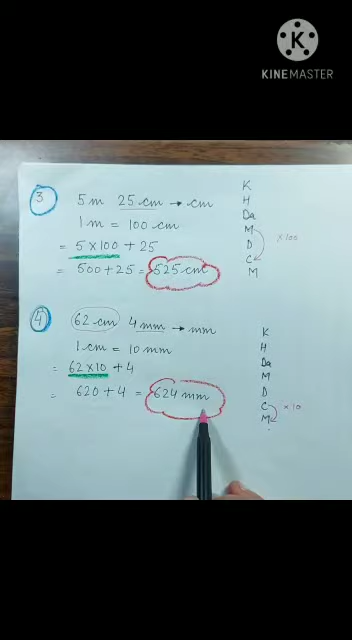 K
KINEMASTER
3
5m 25 cm → cm
1m = 100 cm
= 5 × 100 + 25
= 500 + 25 = 525 cm
K
H
Da
M
D
C
M
× 100
4
62 cm 4 mm → mm
1 cm = 10 mm
= 62 × 10 + 4
= 620 + 4 = 624 mm
K
H
Da
M
D
C
M
× 10